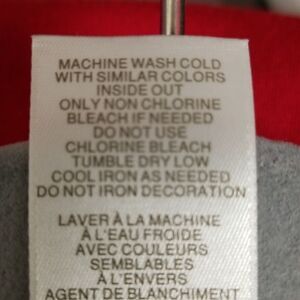 MACHINE WASH COLD
WITH SIMILAR COLORS
INSIDE OUT
ONLY NON CHLORINE
BLEACH IF NEEDED
DO NOT USE
CHLORINE BLEACH
TUMBLE DRY LOW
COOL IRON AS NEEDED
DO NOT IRON DECORATION
LAVER À LA MACHINE
À L'EAU FROIDE
AVEC COULEURS
SEMBLABLES
À L'ENVERS
AGENT DE BLANCHIMENT